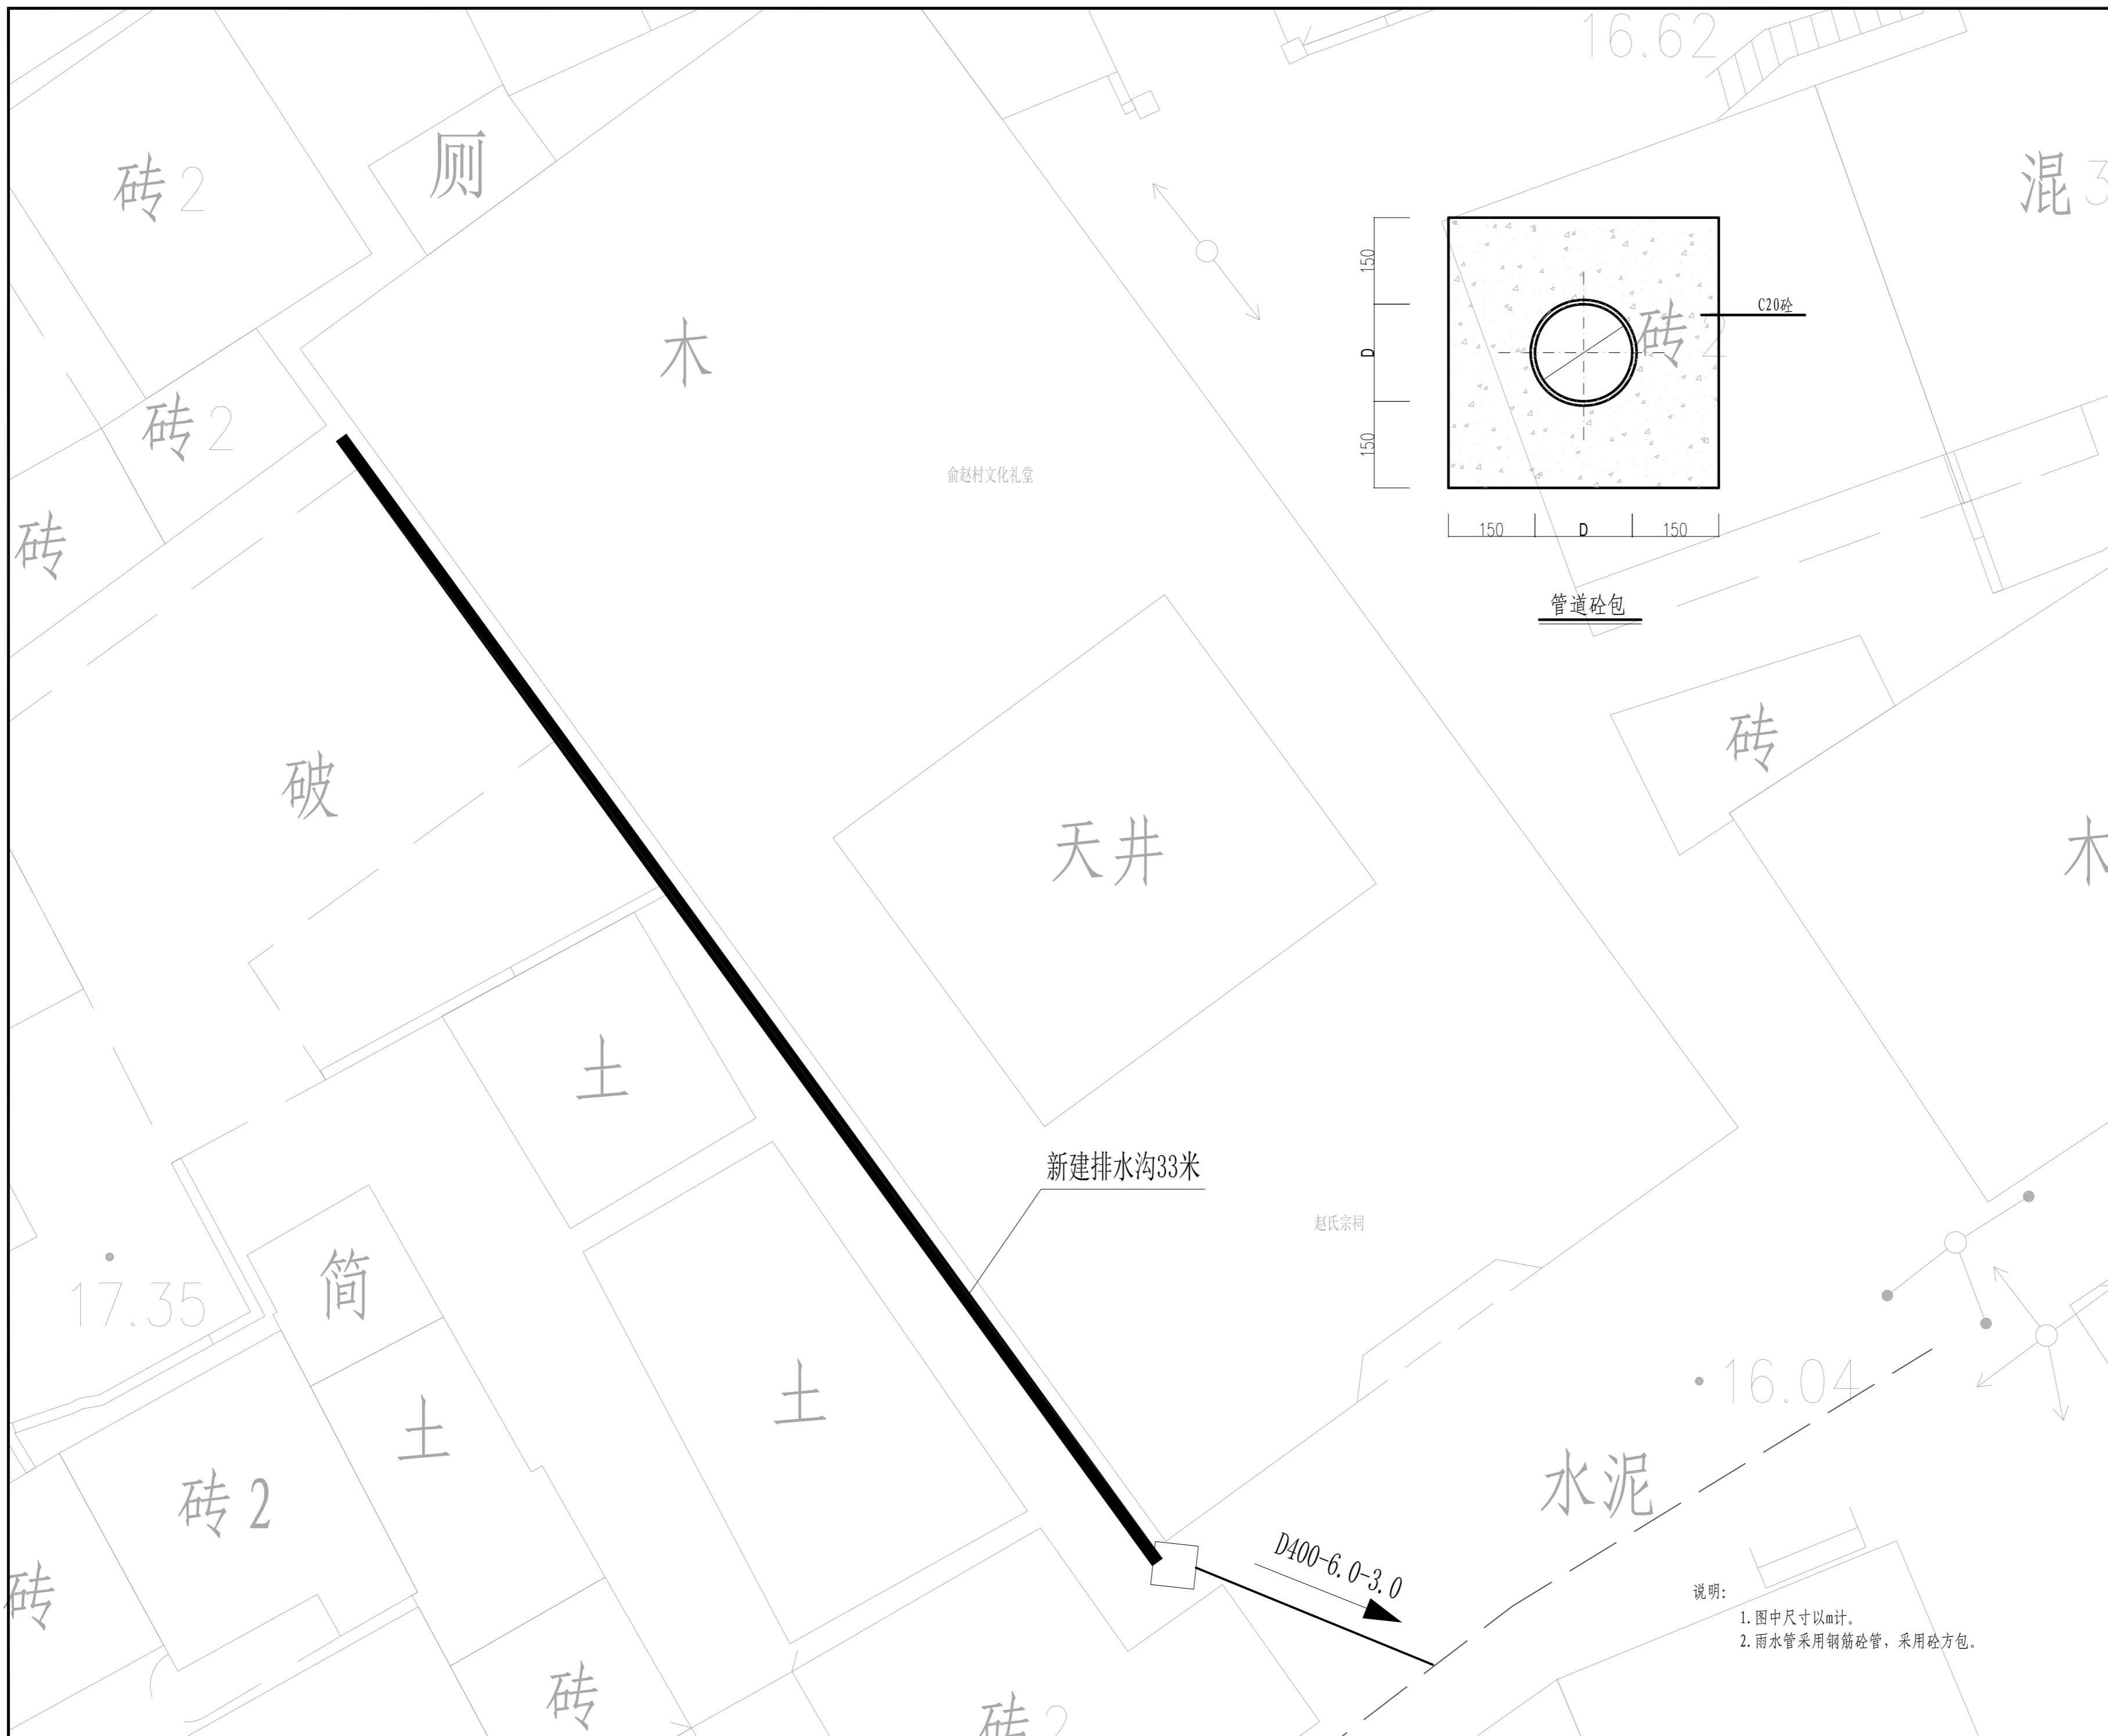 16.62
砖2
厕
混3
150
D
150
C20砼
砖2
木
砖2
俞赵村文化礼堂
砖
150
D
150
管道砼包
砖
破
天井
木
土
新建排水沟33米
赵氏宗祠
17.35
简
16.04
土
土
水泥
砖2
D400-6.0-3.0
砖
说明:
1.图中尺寸以m计。
2.雨水管采用钢筋砼管,采用砼方包。
砖
砖2